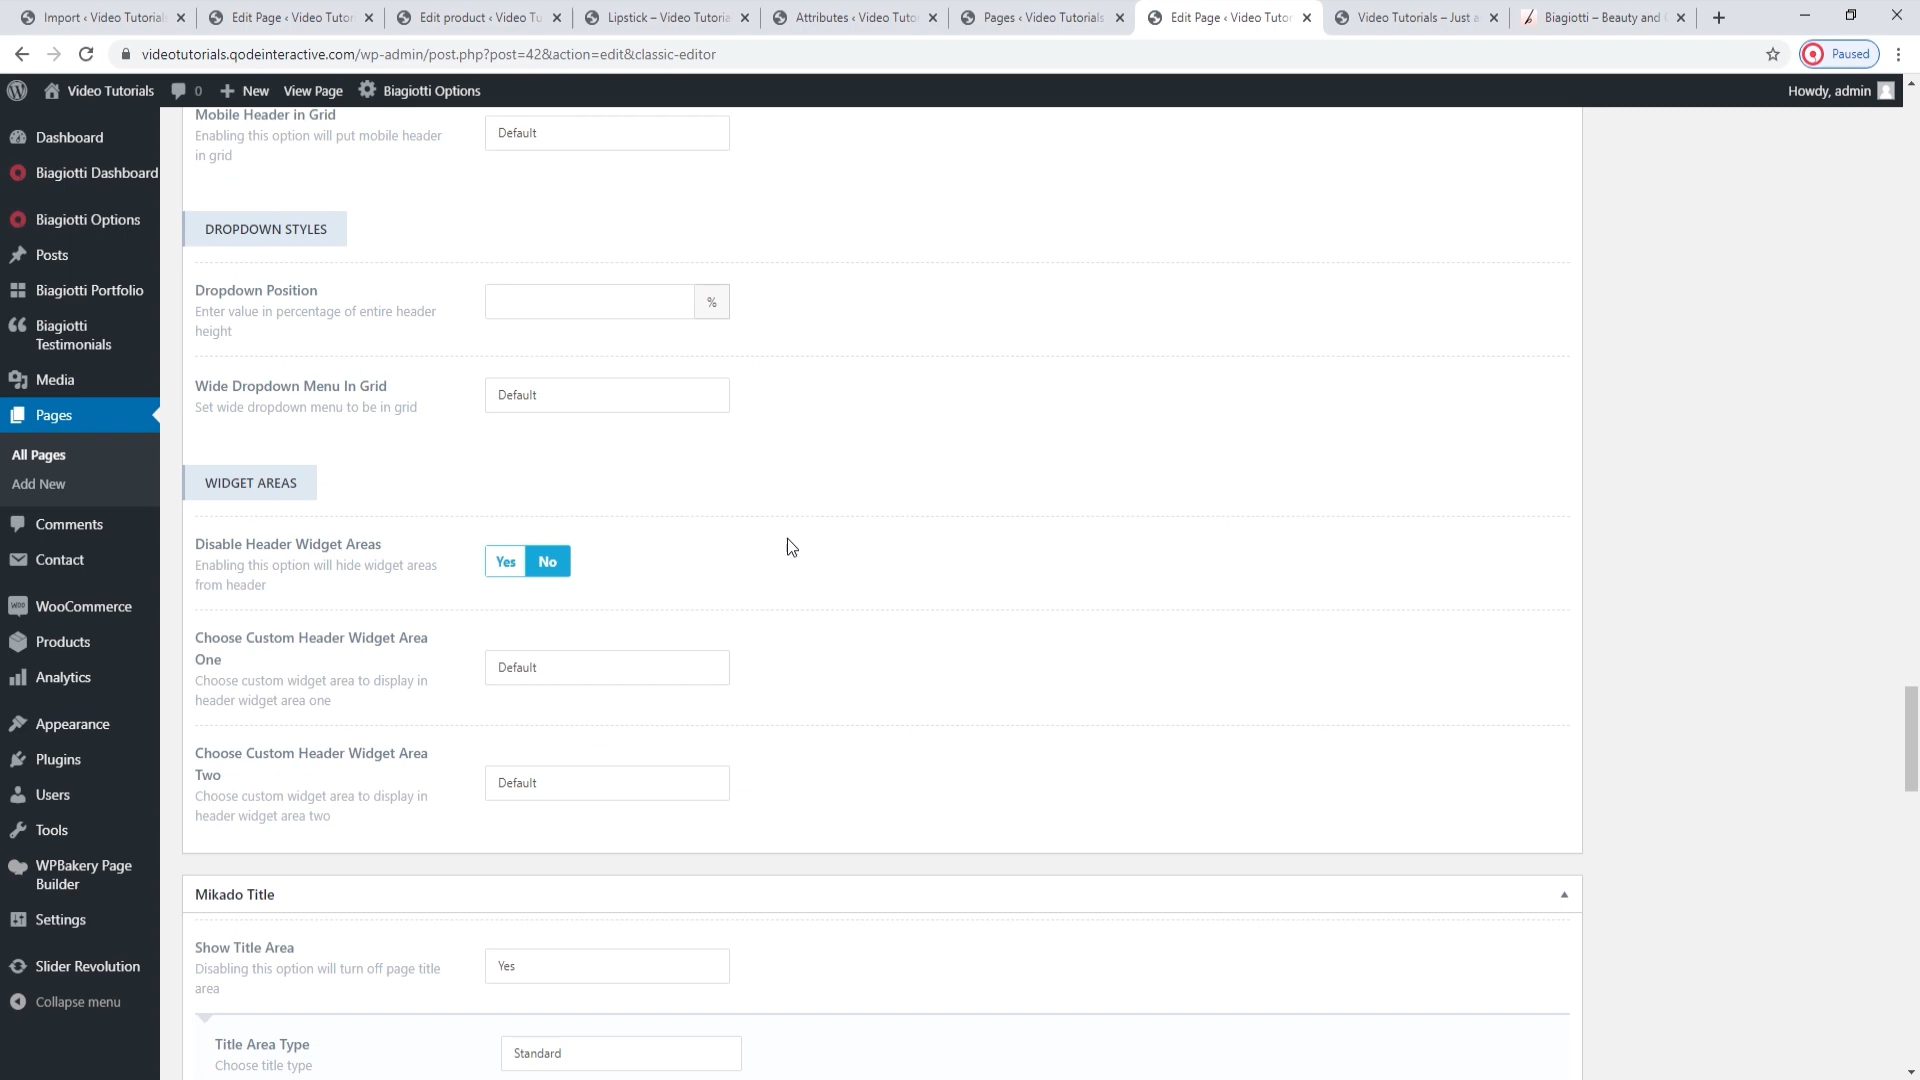 Import ‹ Video Tutorials
Edit Page ‹ Video Tutor
Edit product ‹ Video Tu
Lipstick – Video Tutoria
Attributes ‹ Video Tuto
Pages ‹ Video Tutorials
Edit Page ‹ Video Tutor
Video Tutorials – Just a
Biagiotti – Beauty and
videotutorials.qodeinteractive.com/wp-admin/post.php?post=42&action=edit&classic-editor
Paused
Video Tutorials
0
New
View Page
Biagiotti Options
Howdy, admin
Dashboard
Biagiotti Dashboard
Biagiotti Options
Posts
Biagiotti Portfolio
Biagiotti
Testimonials
Media
Pages
All Pages
Add New
Comments
Contact
WooCommerce
Products
Analytics
Appearance
Plugins
Users
Tools
WPBakery Page
Builder
Settings
Slider Revolution
Collapse menu
Mobile Header in Grid
Enabling this option will put mobile header
in grid
Default
DROPDOWN STYLES
Dropdown Position
Enter value in percentage of entire header
height
%
Wide Dropdown Menu In Grid
Set wide dropdown menu to be in grid
Default
WIDGET AREAS
Disable Header Widget Areas
Enabling this option will hide widget areas
from header
Yes No
Choose Custom Header Widget Area
One
Choose custom widget area to display in
header widget area one
Default
Choose Custom Header Widget Area
Two
Choose custom widget area to display in
header widget area two
Default
Mikado Title
Show Title Area
Disabling this option will turn off page title
area
Yes
Title Area Type
Choose title type
Standard